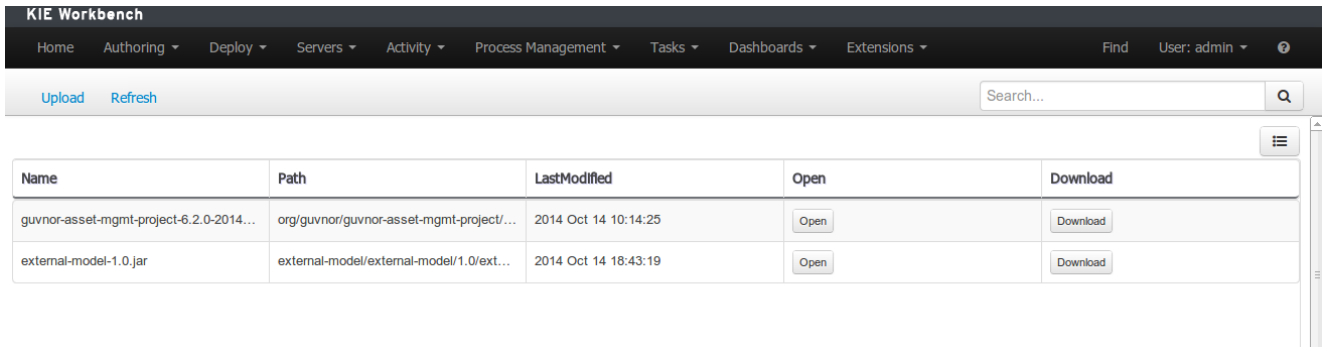 KIE Workbench
Home Authoring Deploy Servers Activity Process Management Tasks Dashboards Extensions Find User: admin
Upload Refresh Search...
Name Path LastModified Open Download
guvnor-asset-mgmt-project-6.2.0-2014... org/guvnor/guvnor-asset-mgmt-project/... 2014 Oct 14 10:14:25 Open Download
external-model-1.0.jar external-model/external-model/1.0/ext... 2014 Oct 14 18:43:19 Open Download